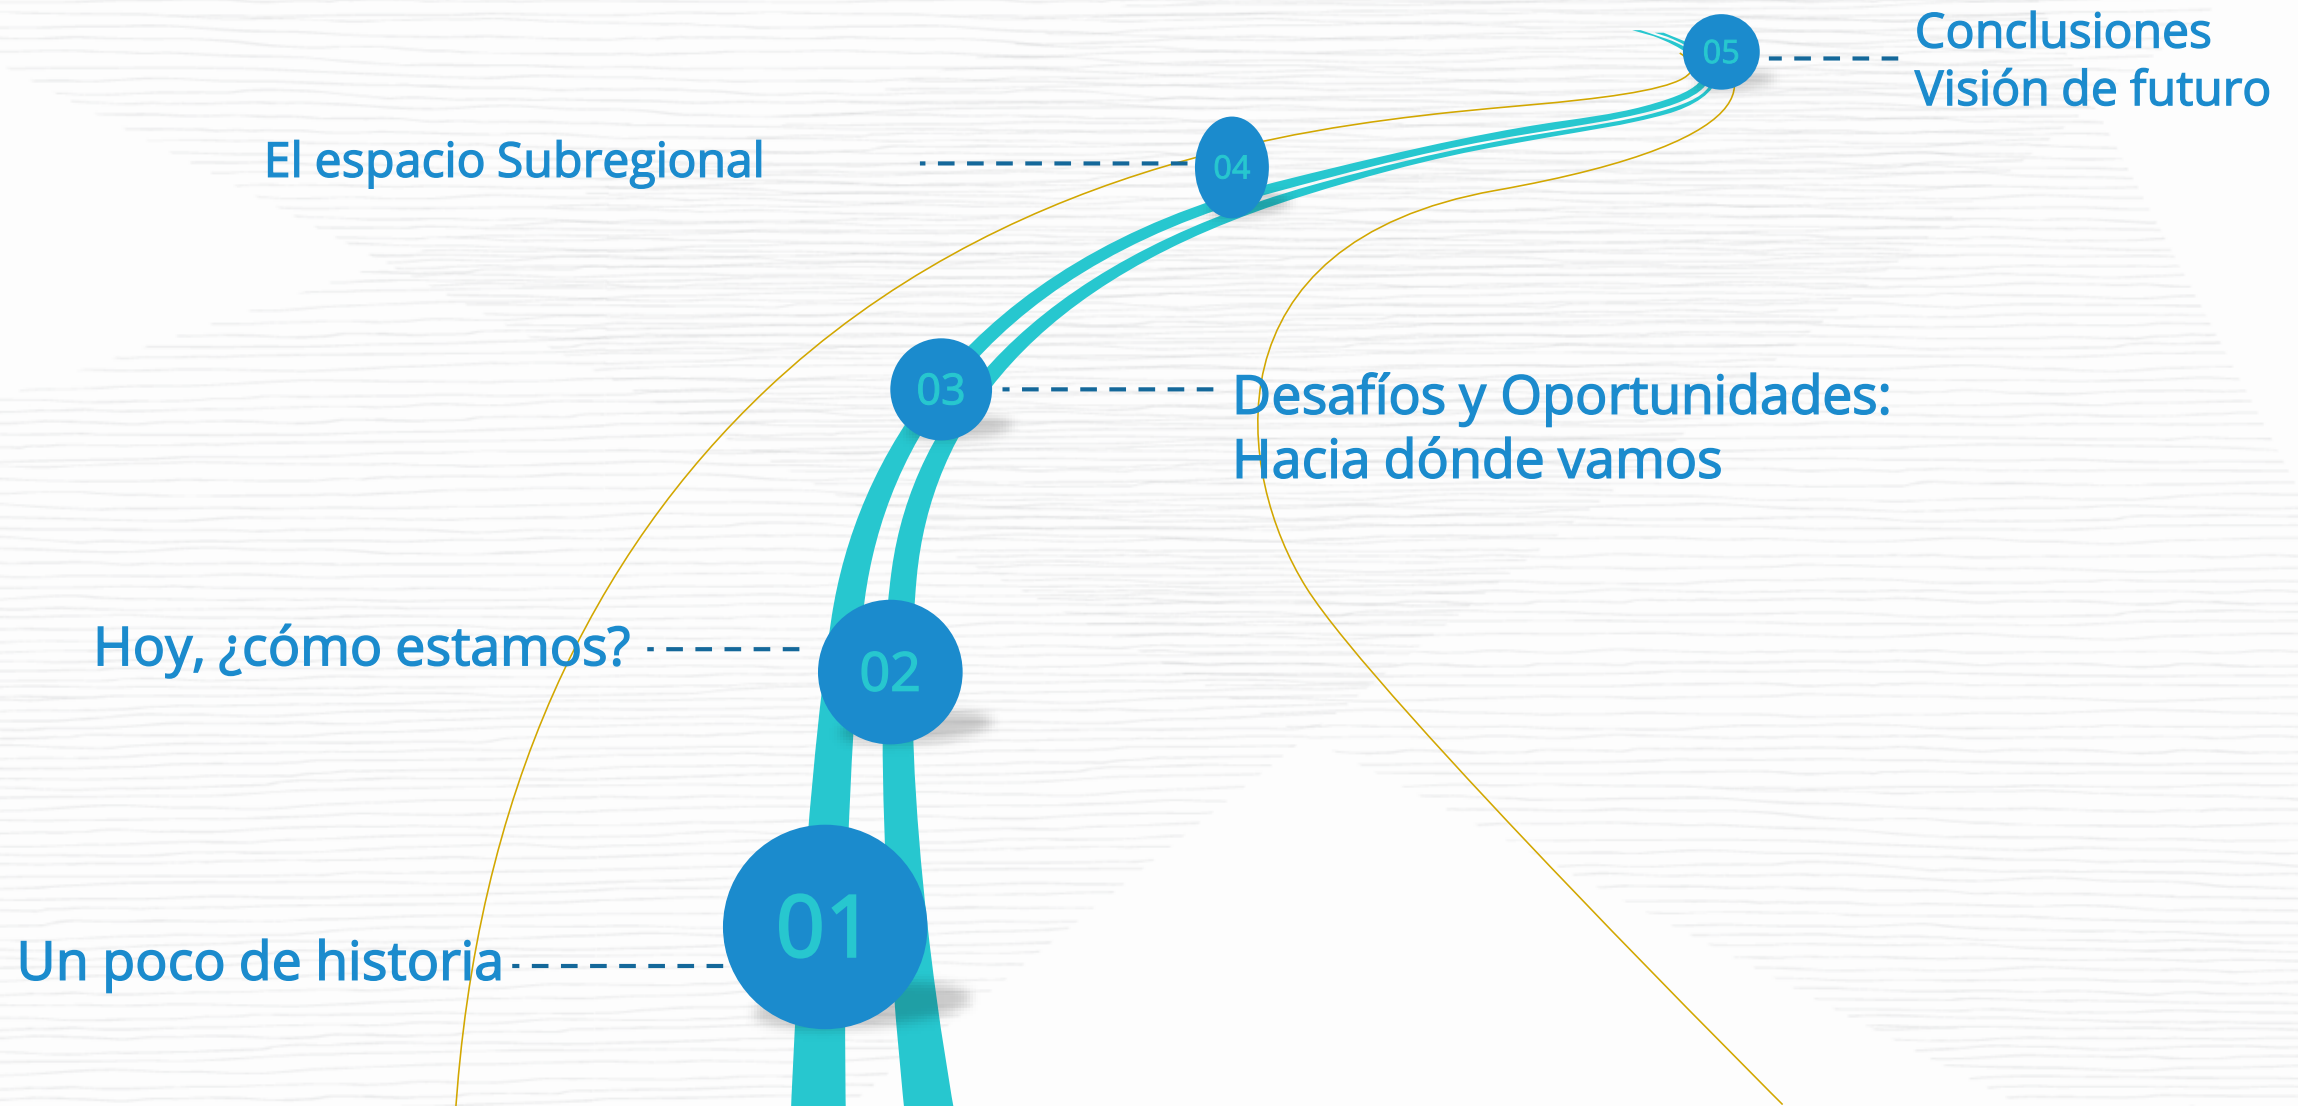 05
Conclusiones
Visión de futuro
El espacio Subregional
04
03
Desafíos y Oportunidades:
Hacia dónde vamos
Hoy, ¿cómo estamos?
02
01
Un poco de historia